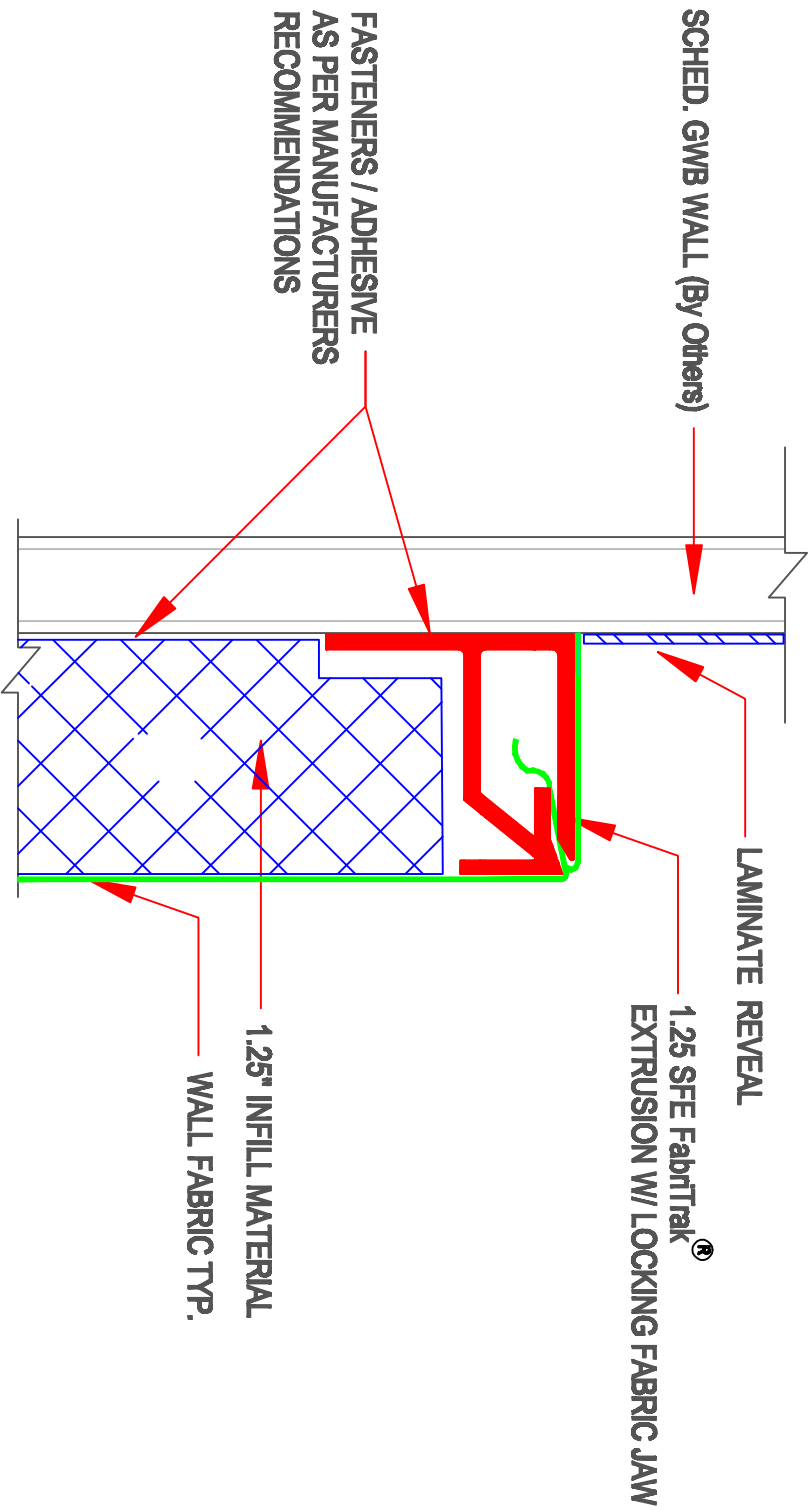 SCHED. GWB WALL (By Others)
FASTENERS / ADHESIVE
AS PER MANUFACTURERS
RECOMMENDATIONS
LAMINATE REVEAL
1.25 SFE FabriTrak®
EXTRUSION W/ LOCKING FABRIC JAW
1.25" INFILL MATERIAL
WALL FABRIC TYP.